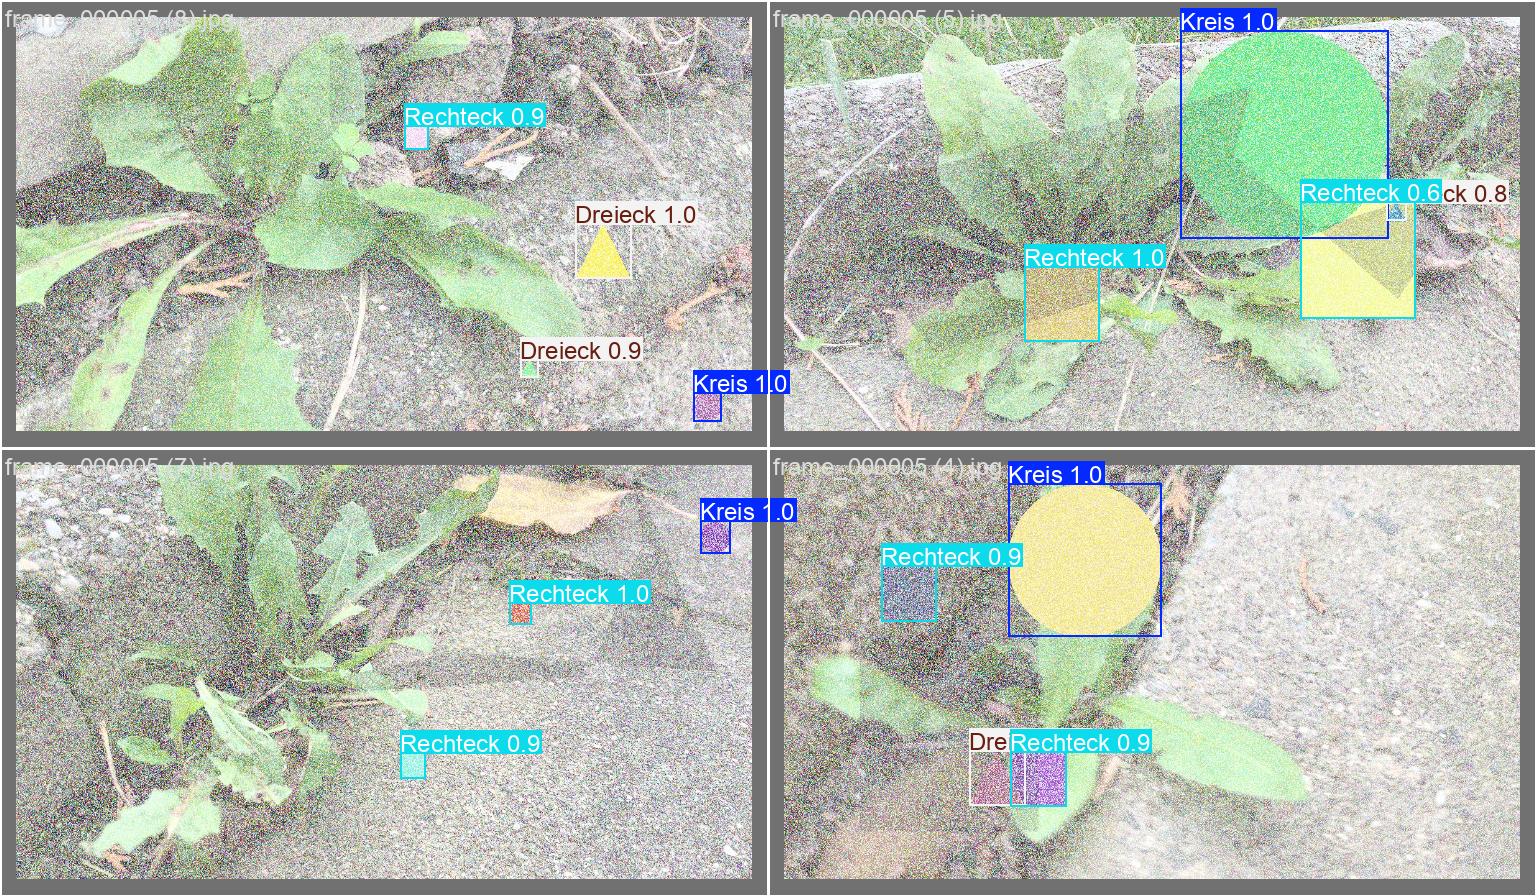 frame_000005 (8).jpg
Rechteck 0.9
Dreieck 1.0
Dreieck 0.9
Kreis 1.0
frame_000005 (5).jpg
Kreis 1.0
Rechteck 0.6
ck 0.8
Rechteck 1.0
frame_000005 (7).jpg
Kreis 1.0
Rechteck 1.0
Rechteck 0.9
frame_000005 (4).jpg
Kreis 1.0
Rechteck 0.9
Dre
Rechteck 0.9